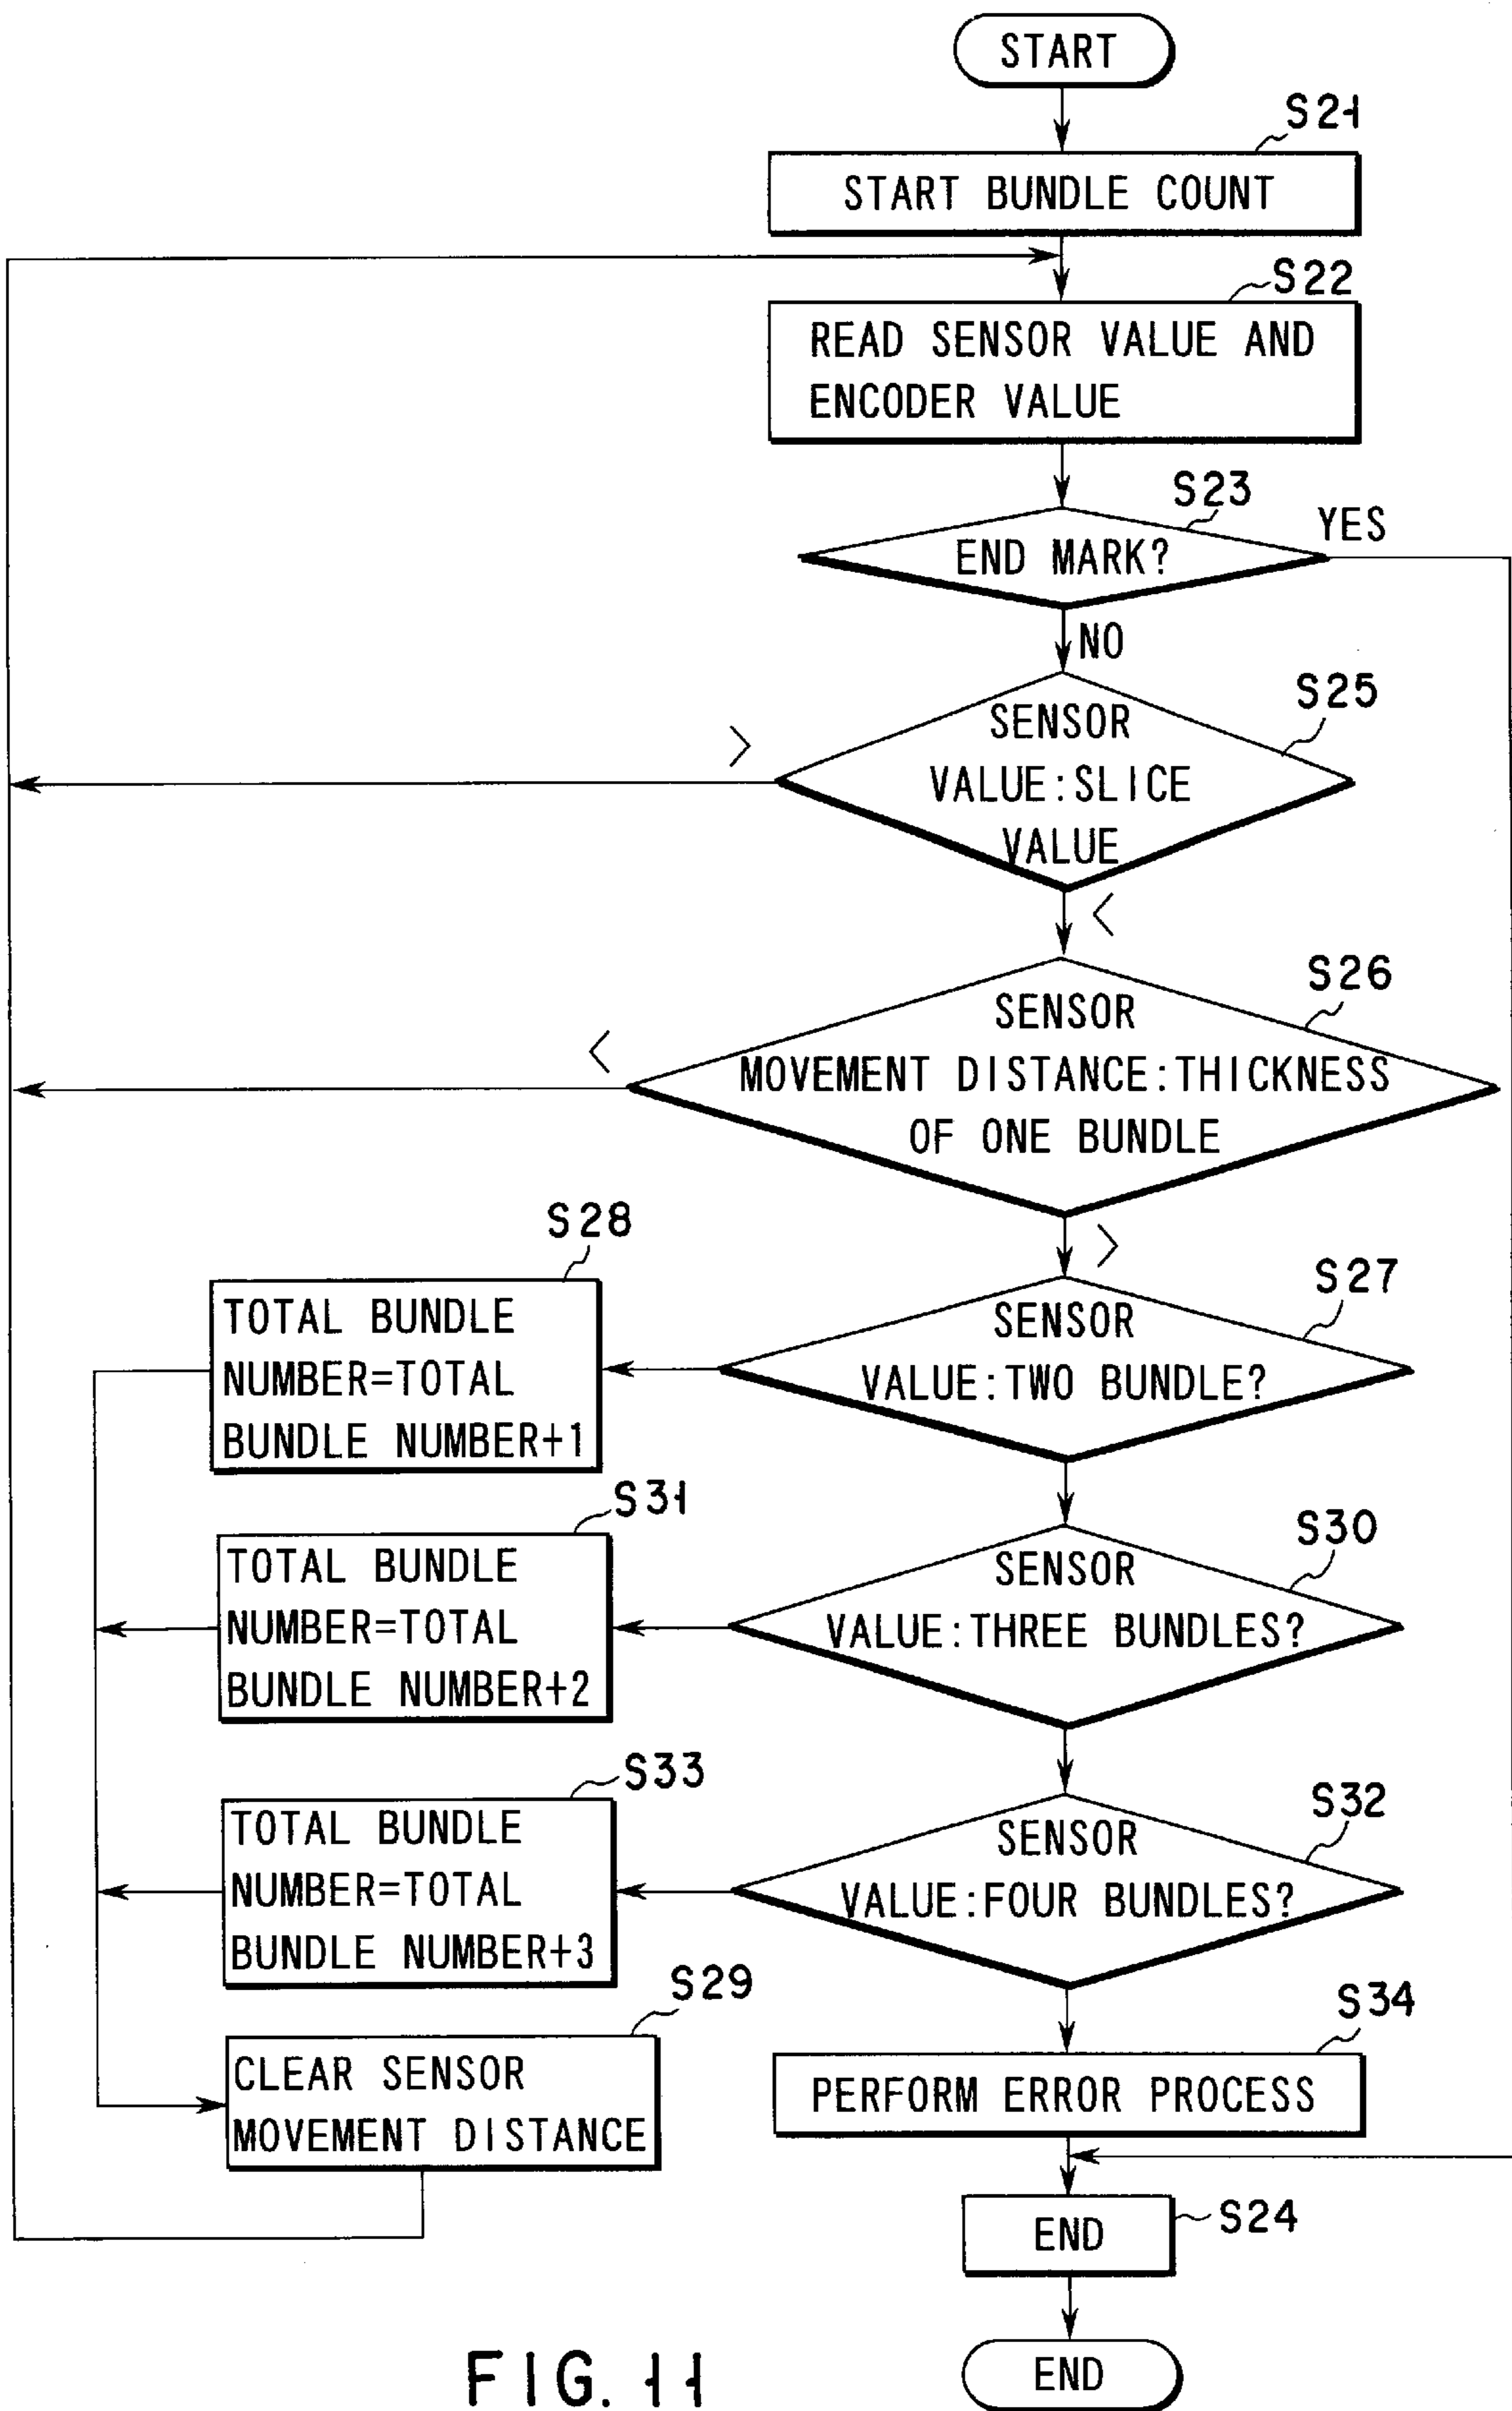 START
S21
START BUNDLE COUNT
S22
READ SENSOR VALUE AND
ENCODER VALUE
S23
END MARK?
YES
NO
S25
SENSOR
VALUE:SLICE
VALUE
>
<
S26
SENSOR
MOVEMENT DISTANCE:THICKNESS
OF ONE BUNDLE
<
>
S28
TOTAL BUNDLE
NUMBER=TOTAL
BUNDLE NUMBER+1
S27
SENSOR
VALUE:TWO BUNDLE?
S31
TOTAL BUNDLE
NUMBER=TOTAL
BUNDLE NUMBER+2
S30
SENSOR
VALUE:THREE BUNDLES?
S33
TOTAL BUNDLE
NUMBER=TOTAL
BUNDLE NUMBER+3
S32
SENSOR
VALUE:FOUR BUNDLES?
S29
CLEAR SENSOR
MOVEMENT DISTANCE
S34
PERFORM ERROR PROCESS
END
S24
END
FIG. 11